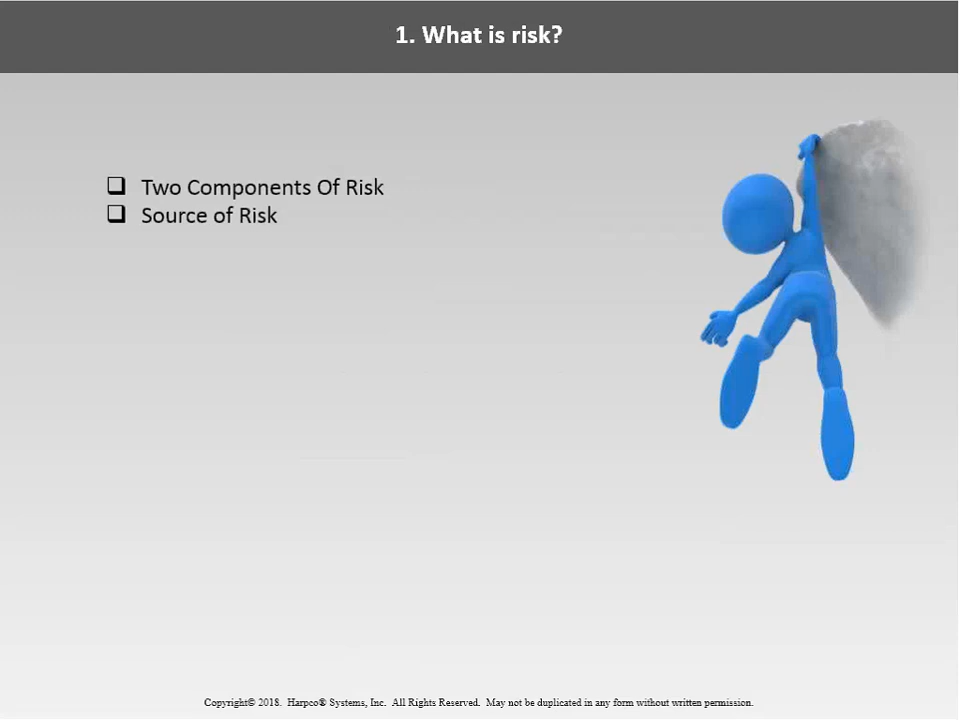 1. What is risk?
❑ Two Components Of Risk
❑ Source of Risk
Copyright© 2018. Harpco® Systems, Inc. All Rights Reserved. May not be duplicated in any form without written permission.